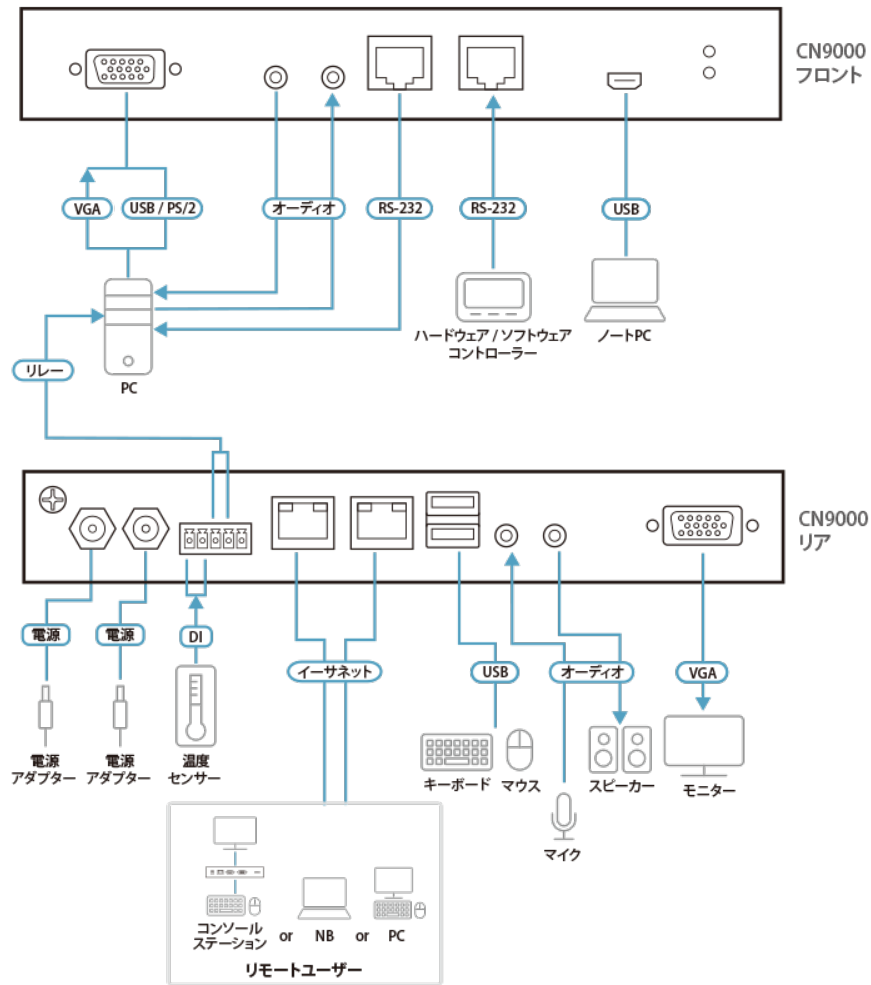 CN9000
フロント
VGA
USB / PS/2
オーディオ
RS-232
RS-232
USB
ハードウェア / ソフトウェア
コントローラー
ノートPC
リレー
PC
CN9000
リア
電源
電源
DI
イーサネット
USB
オーディオ
VGA
電源
アダプター
電源
アダプター
温度
センサー
キーボード
マウス
スピーカー
モニター
マイク
コンソール
ステーション
or
NB
or
PC
リモートユーザー